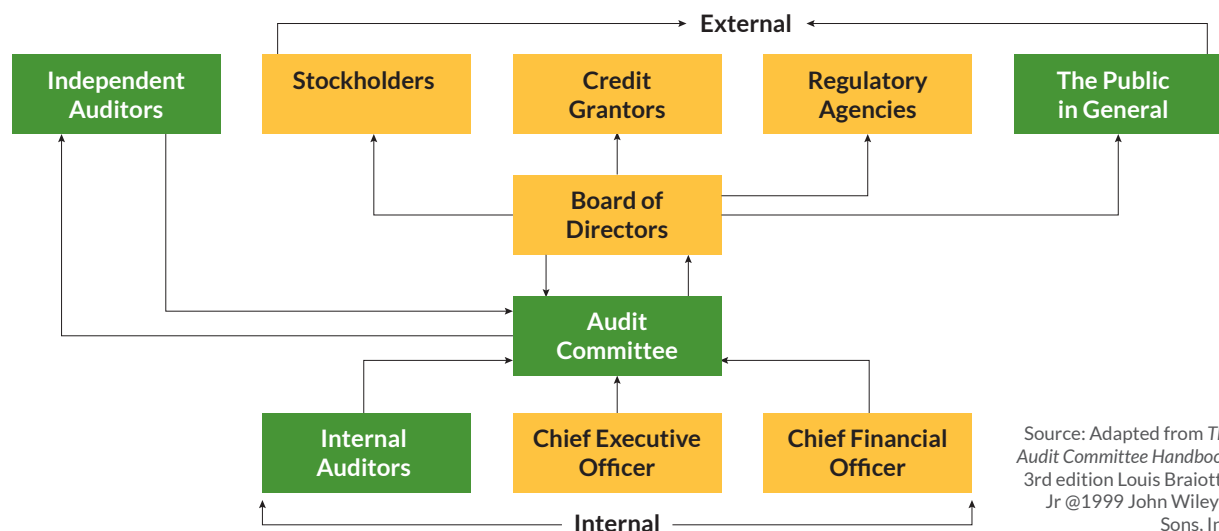 External
Independent
Auditors
Stockholders
Credit
Grantors
Regulatory
Agencies
The Public
in General
Board of
Directors
Audit
Committee
Internal
Auditors
Chief Executive
Officer
Chief Financial
Officer
Internal
Source: Adapted from
Audit Committee
3rd edition Louis
Jr @1999 John Wiley
Sons,